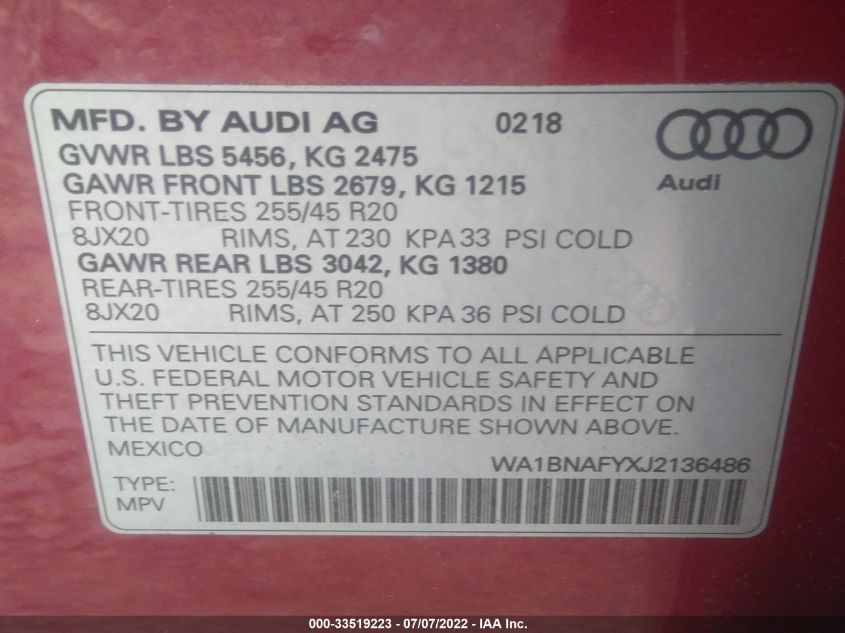 MFD. BY AUDI AG 0218
GVWR LBS 5456, KG 2475
GAWR FRONT LBS 2679, KG 1215
Audi
FRONT-TIRES 255/45 R20
8JX20 RIMS, AT 230 KPA 33 PSI COLD
GAWR REAR LBS 3042, KG 1380
REAR-TIRES 255/45 R20
8JX20 RIMS, AT 250 KPA 36 PSI COLD
THIS VEHICLE CONFORMS TO ALL APPLICABLE
U.S. FEDERAL MOTOR VEHICLE SAFETY AND
THEFT PREVENTION STANDARDS IN EFFECT ON
THE DATE OF MANUFACTURE SHOWN ABOVE.
MEXICO
WA1BNAFYXJ2136486
TYPE:
MPV
000-33519223 - 07/07/2022 - IAA Inc.